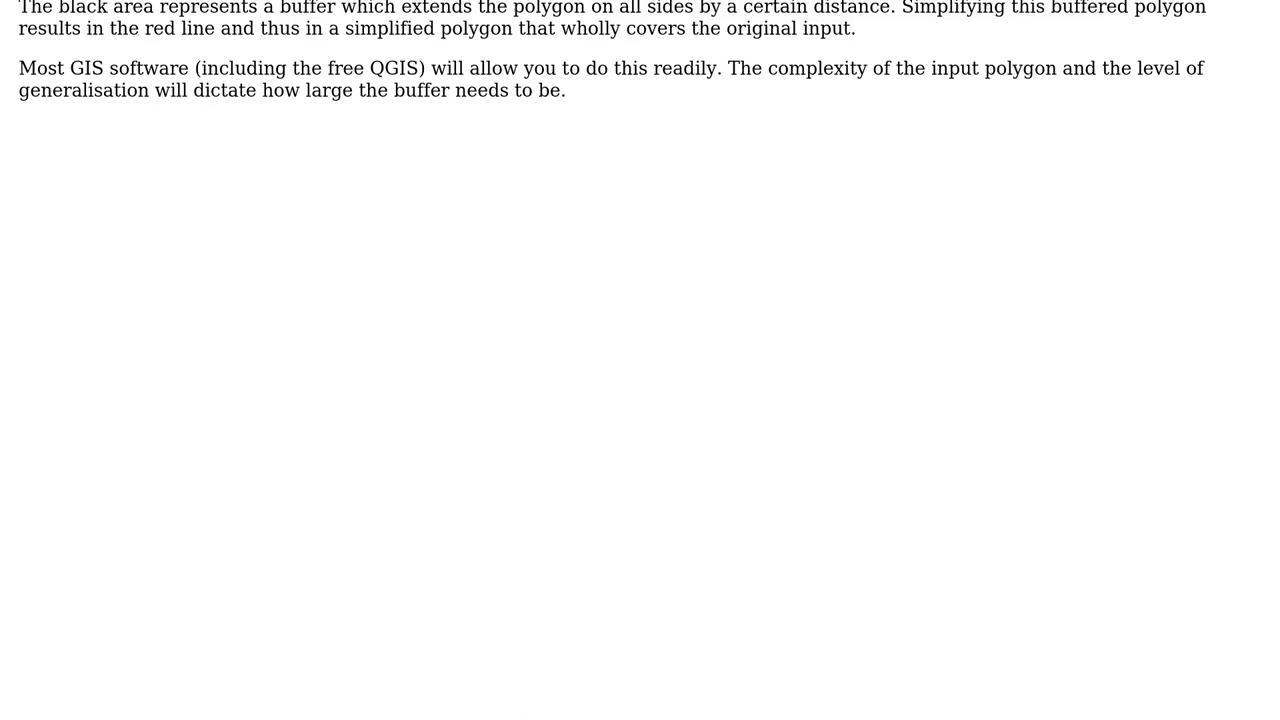 The black area represents a buffer which extends the polygon on all sides by a certain distance. Simplifying this buffered polygon
results in the red line and thus in a simplified polygon that wholly covers the original input.
Most GIS software (including the free QGIS) will allow you to do this readily. The complexity of the input polygon and the level of
generalisation will dictate how large the buffer needs to be.